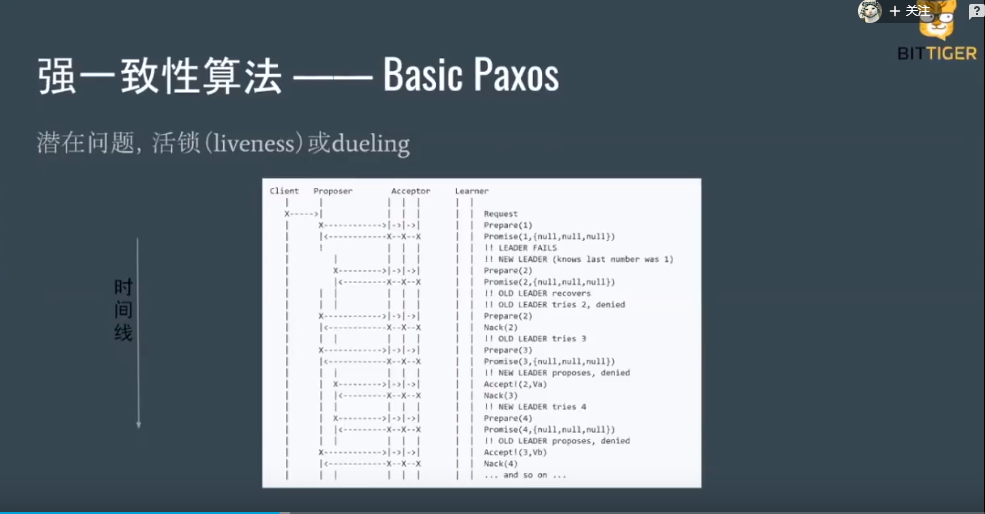 + 关注
?
BITTIGER
强一致性算法 —— Basic Paxos
潜在问题, 活锁(liveness)或dueling
时间线
Client Proposer Acceptor Learner
| | | | | | |
X----->| | | | | | Request
| X------------>|->|->| | | Prepare(1)
| |<-----------X--X--X | | Promise(1,{null,null,null})
| ! | | | | | !! LEADER FAILS
| | | | | | | !! NEW LEADER (knows last number was 1)
| X---------->|->|->| | | Prepare(2)
| |<---------X--X--X | | Promise(2,{null,null,null})
| | | | | | | | !! OLD LEADER recovers
| | | | | | | | !! OLD LEADER tries 2, denied
| X------------>|->|->| | | Prepare(2)
| |<-----------X--X--X | | Nack(2)
| | | | | | | | !! OLD LEADER tries 3
| X------------>|->|->| | | Prepare(3)
| |<-----------X--X--X | | Promise(3,{null,null,null})
| | | | | | | | !! NEW LEADER proposes, denied
| | X---------->|->|->| | | Accept!(2,Va)
| | |<---------X--X--X | | Nack(3)
| | | | | | | | !! NEW LEADER tries 4
| | X---------->|->|->| | | Prepare(4)
| | |<---------X--X--X | | Promise(4,{null,null,null})
| | | | | | | | !! OLD LEADER proposes, denied
| X------------>|->|->| | | Accept!(3,Vb)
| |<-----------X--X--X | | Nack(4)
| | | | | | | | ... and so on ...